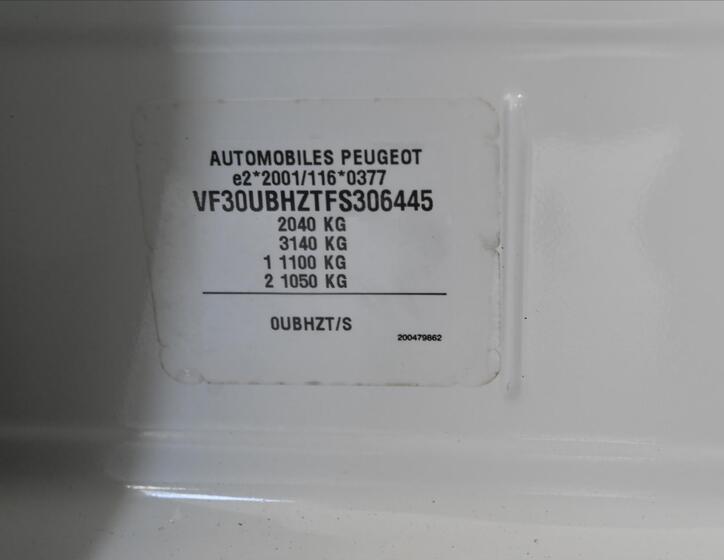 AUTOMOBILES PEUGEOT
e2*2001/116*0377
VF30UBHZTFS306445
2040 KG
3140 KG
1 1100 KG
2 1050 KG
0UBHZT/S
200479862